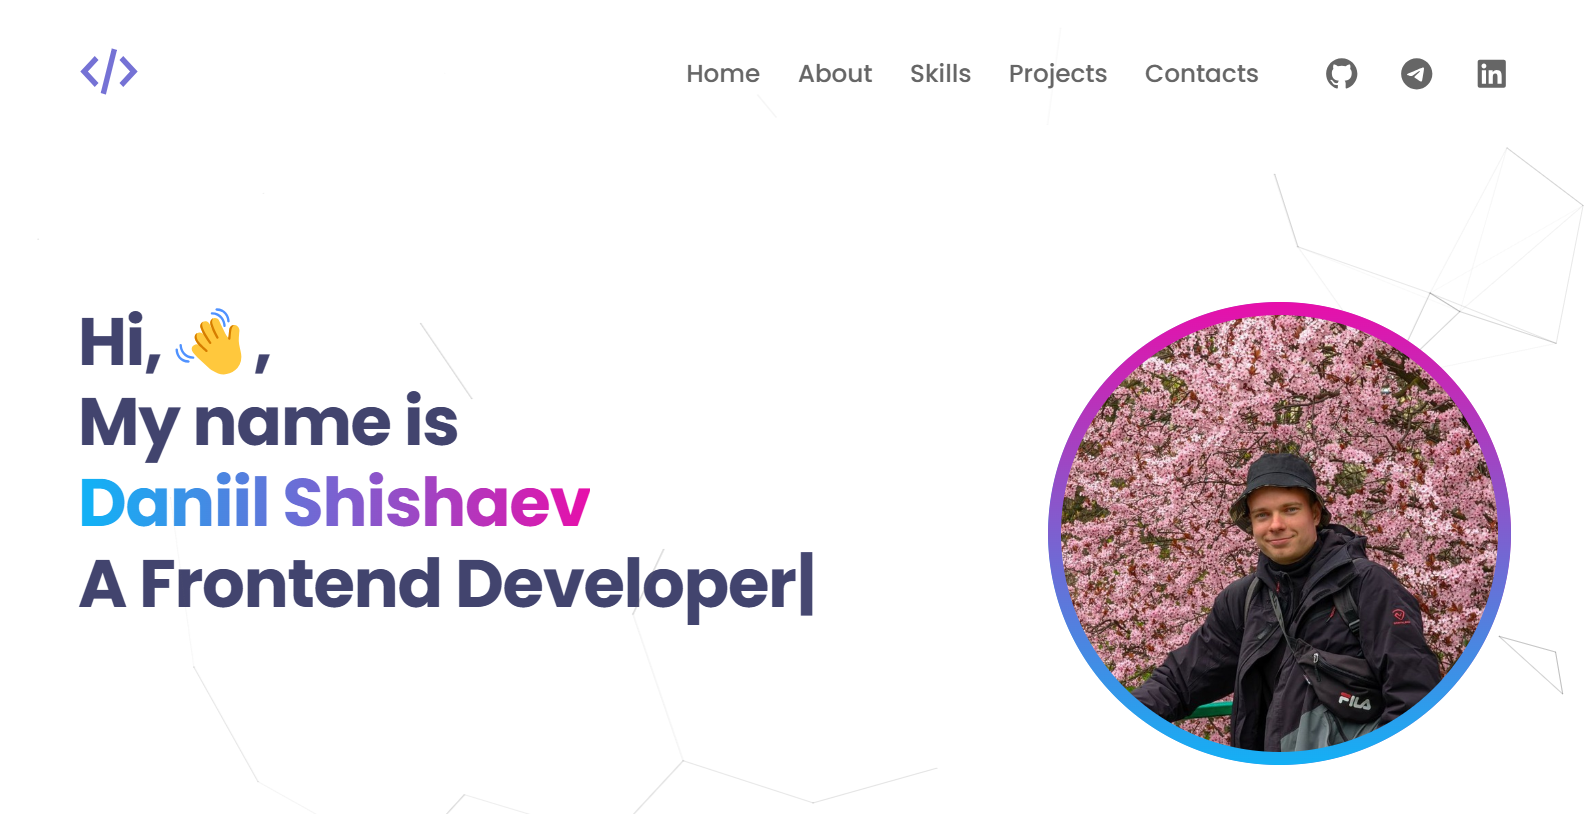 </>
Home About Skills Projects Contacts
in
Hi, 👋,
My name is
Daniil Shishaev
A Frontend Developer|
FILA